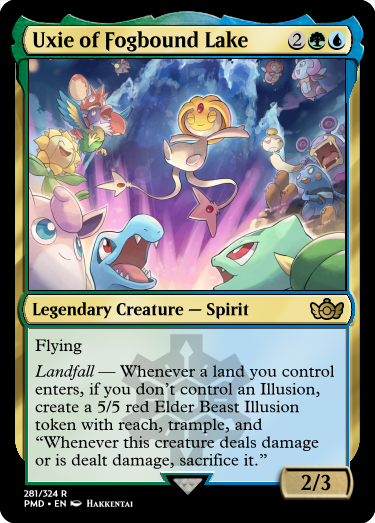 Uxie of Fogbound Lake 2
Legendary Creature — Spirit
Flying
Landfall — Whenever a land you control
enters, if you don't control an Illusion,
create a 5/5 red Elder Beast Illusion
token with reach, trample, and
“Whenever this creature deals damage
or is dealt damage, sacrifice it.”
2/3
281/324 R
PMD • EN Hakkentai